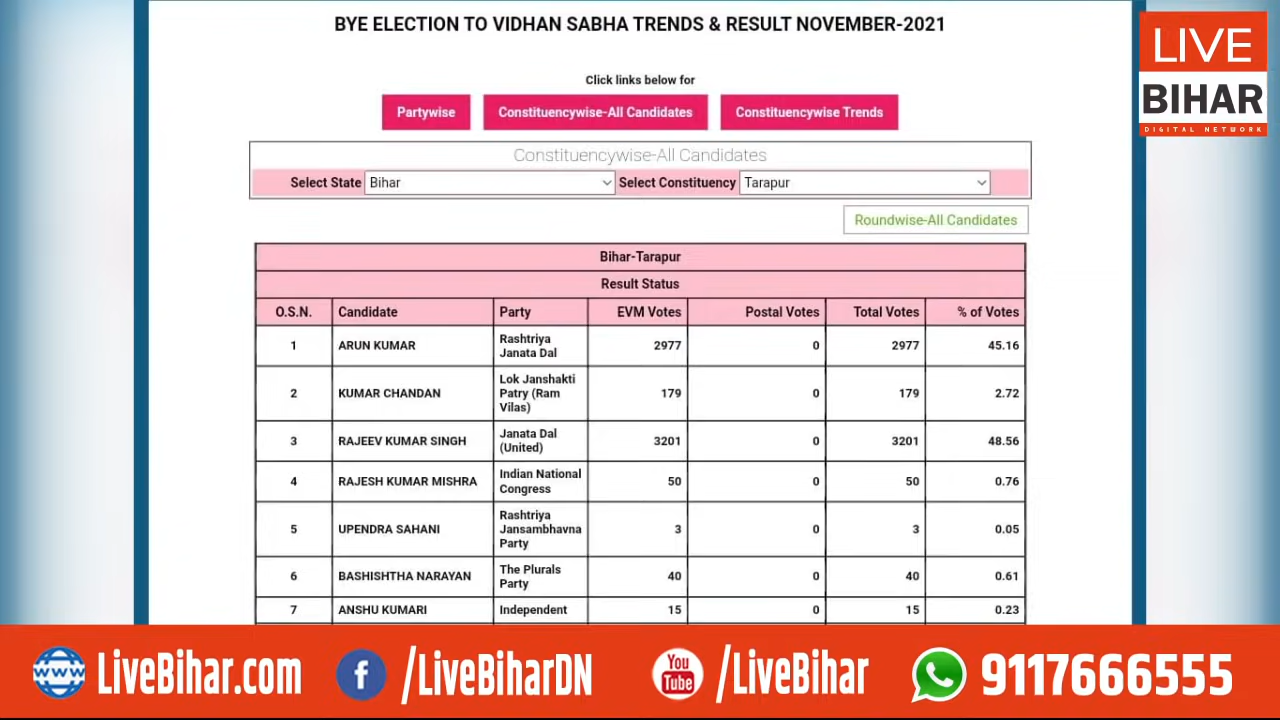 BYE ELECTION TO VIDHAN SABHA TRENDS & RESULT NOVEMBER-2021
LIVE
BIHAR
DIGITAL NETWORK
Click links below for
Partywise Constituencywise-All Candidates Constituencywise Trends
Constituencywise-All Candidates
Select State Bihar Select Constituency Tarapur
Roundwise-All Candidates
Bihar-Tarapur
Result Status
O.S.N. Candidate Party EVM Votes Postal Votes Total Votes % of Votes
1 ARUN KUMAR Rashtriya Janata Dal 2977 0 2977 45.16
2 KUMAR CHANDAN Lok Janshakti Patry (Ram Vilas) 179 0 179 2.72
3 RAJEEV KUMAR SINGH Janata Dal (United) 3201 0 3201 48.56
4 RAJESH KUMAR MISHRA Indian National Congress 50 0 50 0.76
5 UPENDRA SAHANI Rashtriya Jansambhavna Party 3 0 3 0.05
6 BASHISHTHA NARAYAN The Plurals Party 40 0 40 0.61
7 ANSHU KUMARI Independent 15 0 15 0.23
www LiveBihar.com f /LiveBiharDN You Tube /LiveBihar 9117666555